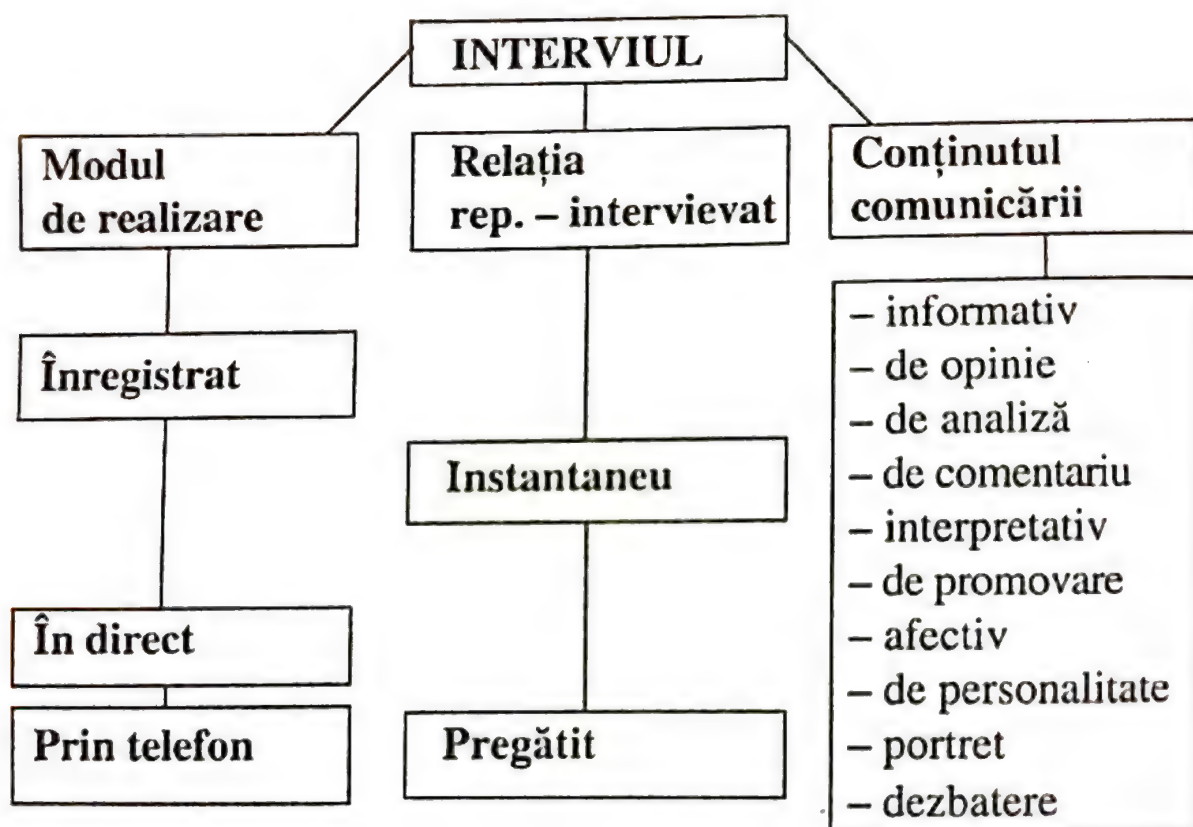 INTERVIUL
Modul
de realizare
Înregistrat
În direct
Prin telefon
Relația
rep. – intervievat
Instantaneu
Pregătit
Conținutul
comunicării
– informativ
– de opinie
– de analiză
– de comentariu
– interpretativ
– de promovare
– afectiv
– de personalitate
– portret
– dezbatere